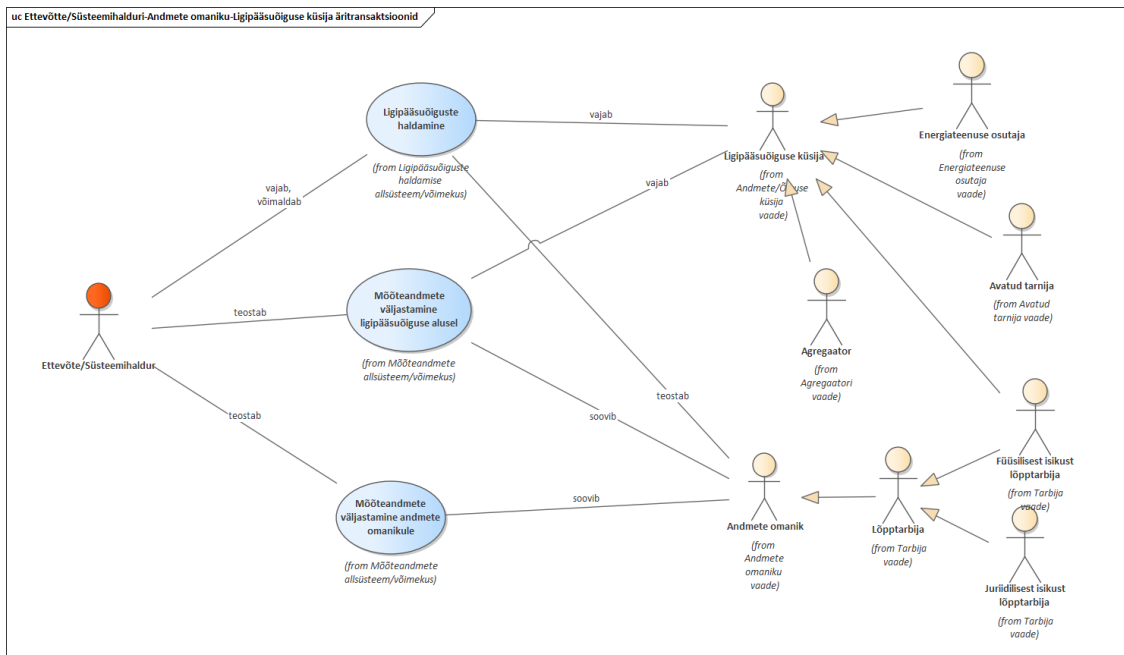 uc Ettevõtte/Süsteemihalduri-Andmete omaniku-Ligipääsuõiguse küsija äritransaktsioonid
Ligipääsuõiguste
haldamine
(from Ligipääsuõiguste
haldamise
allsüsteem/võimekus)
vajab
Ligipääsuõiguse küsija
(from
Andmete/Õiguse
küsija
vaade)
Energiateenuse osutaja
(from
Energiateenuse
osutaja
vaade)
vajab,
võimaldab
vajab
Avatud tarnija
(from Avatud
tarnija vaade)
Mõõteandmete
väljastamine
ligipääsuõiguse alusel
(from Mõõteandmete
allsüsteem/võimekus)
teostab
Ettevõte/Süsteemihaldur
Agregaator
(from
Agregaatori
vaade)
teostab
soovib
teostab
Füüsilisest isikust
lõpptarbija
(from Tarbija
vaade)
Mõõteandmete
väljastamine andmete
omanikule
(from Mõõteandmete
allsüsteem/võimekus)
soovib
Andmete omanik
(from
Andmete
omaniku
vaade)
Lõpptarbija
(from Tarbija
vaade)
Juriidilisest isikust
lõpptarbija
(from Tarbija
vaade)